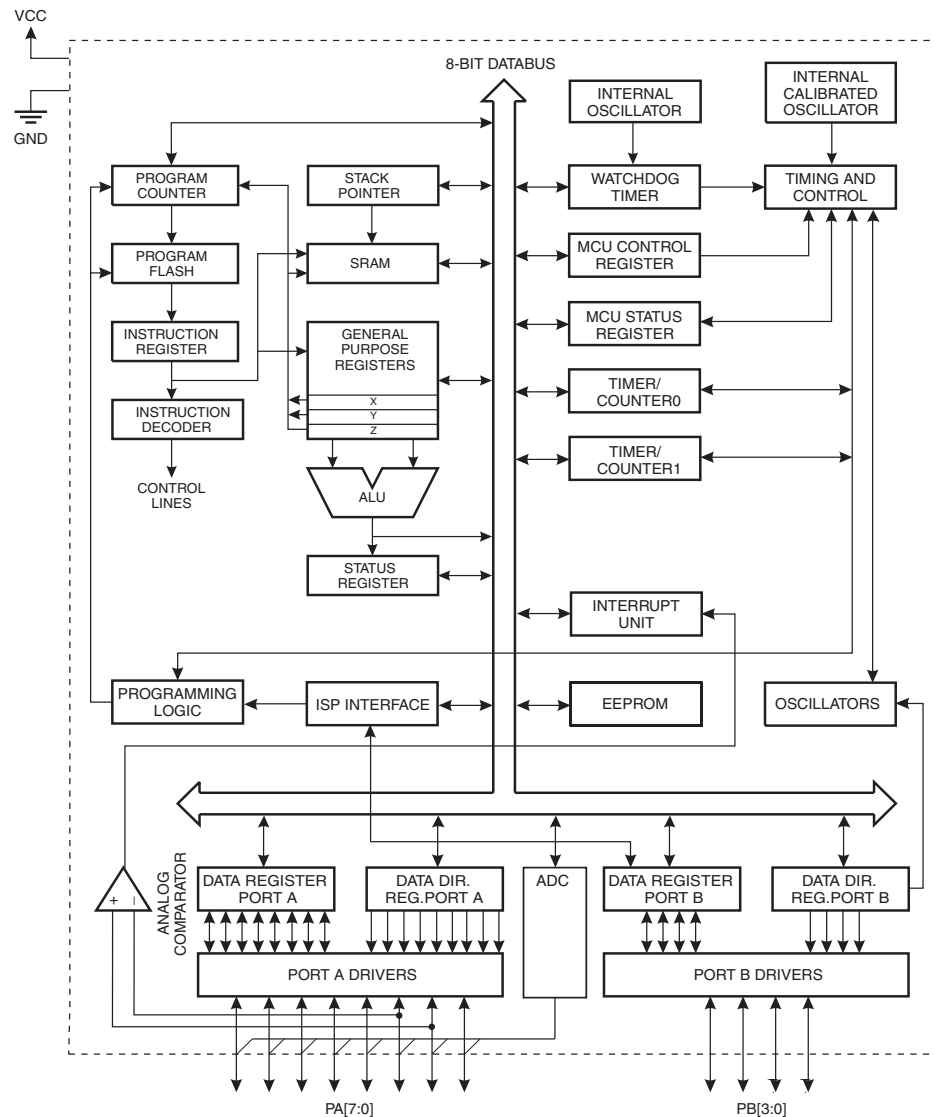 VCC
GND
8-BIT DATABUS
INTERNAL
OSCILLATOR
INTERNAL
CALIBRATED
OSCILLATOR
PROGRAM
COUNTER
STACK
POINTER
WATCHDOG
TIMER
TIMING AND
CONTROL
PROGRAM
FLASH
SRAM
MCU CONTROL
REGISTER
INSTRUCTION
REGISTER
GENERAL
PURPOSE
REGISTERS
X
Y
Z
MCU STATUS
REGISTER
INSTRUCTION
DECODER
TIMER/
COUNTER0
TIMER/
COUNTER1
CONTROL
LINES
ALU
STATUS
REGISTER
INTERRUPT
UNIT
PROGRAMMING
LOGIC
ISP INTERFACE
EEPROM
OSCILLATORS
ANALOG
COMPARATOR
+
–
DATA REGISTER
PORT A
DATA DIR.
REG.PORT A
ADC
DATA REGISTER
PORT B
DATA DIR.
REG.PORT B
PORT A DRIVERS
PORT B DRIVERS
PA[7:0]
PB[3:0]